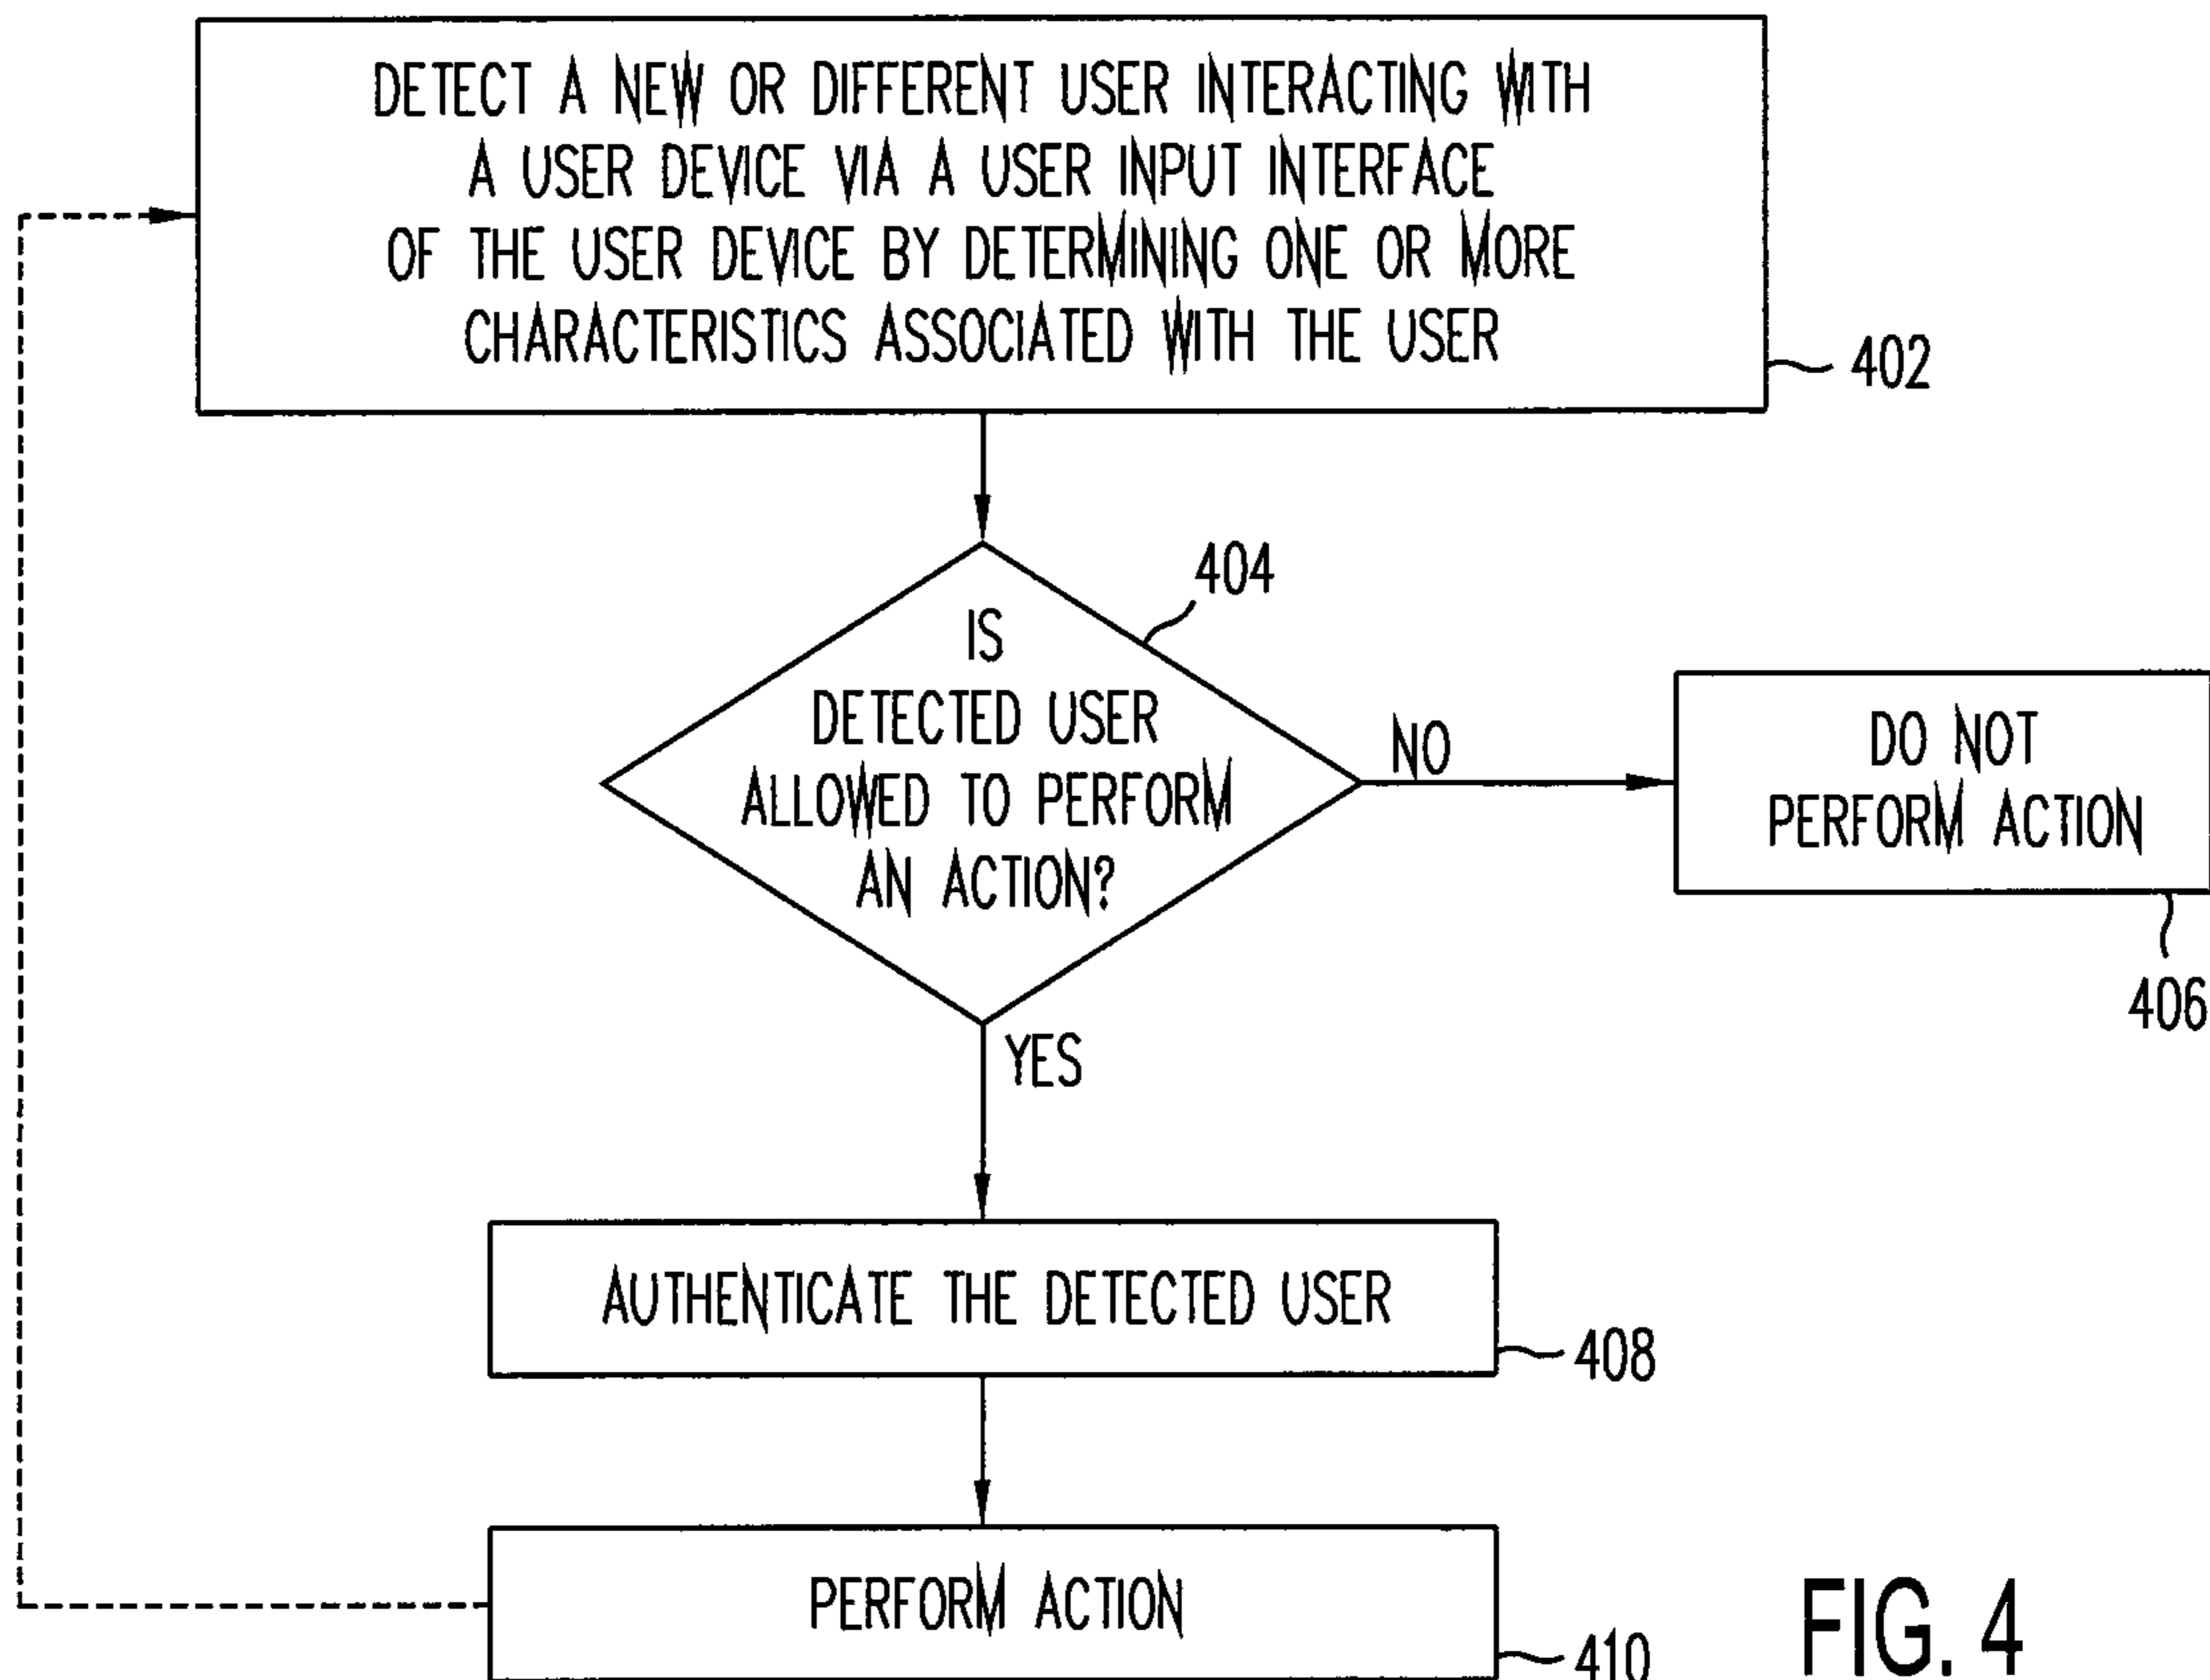 DETECT A NEW OR DIFFERENT USER INTERACTING WITH
A USER DEVICE VIA A USER INPUT INTERFACE
OF THE USER DEVICE BY DETERMINING ONE OR MORE
CHARACTERISTICS ASSOCIATED WITH THE USER
402
404
IS
DETECTED USER
ALLOWED TO PERFORM
AN ACTION?
NO
DO NOT
PERFORM ACTION
406
YES
AUTHENTICATE THE DETECTED USER
408
PERFORM ACTION
410
FIG. 4